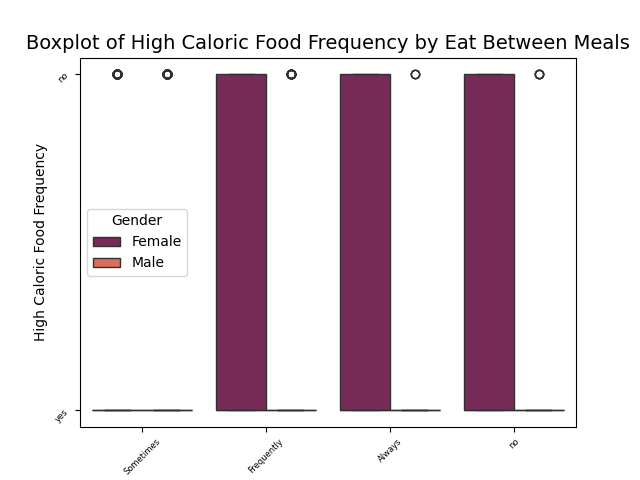 Boxplot of High Caloric Food Frequency by Eat Between Meals
no
High Caloric Food Frequency
Gender
Female
Male
yes
Sometimes
Frequently
Always
no